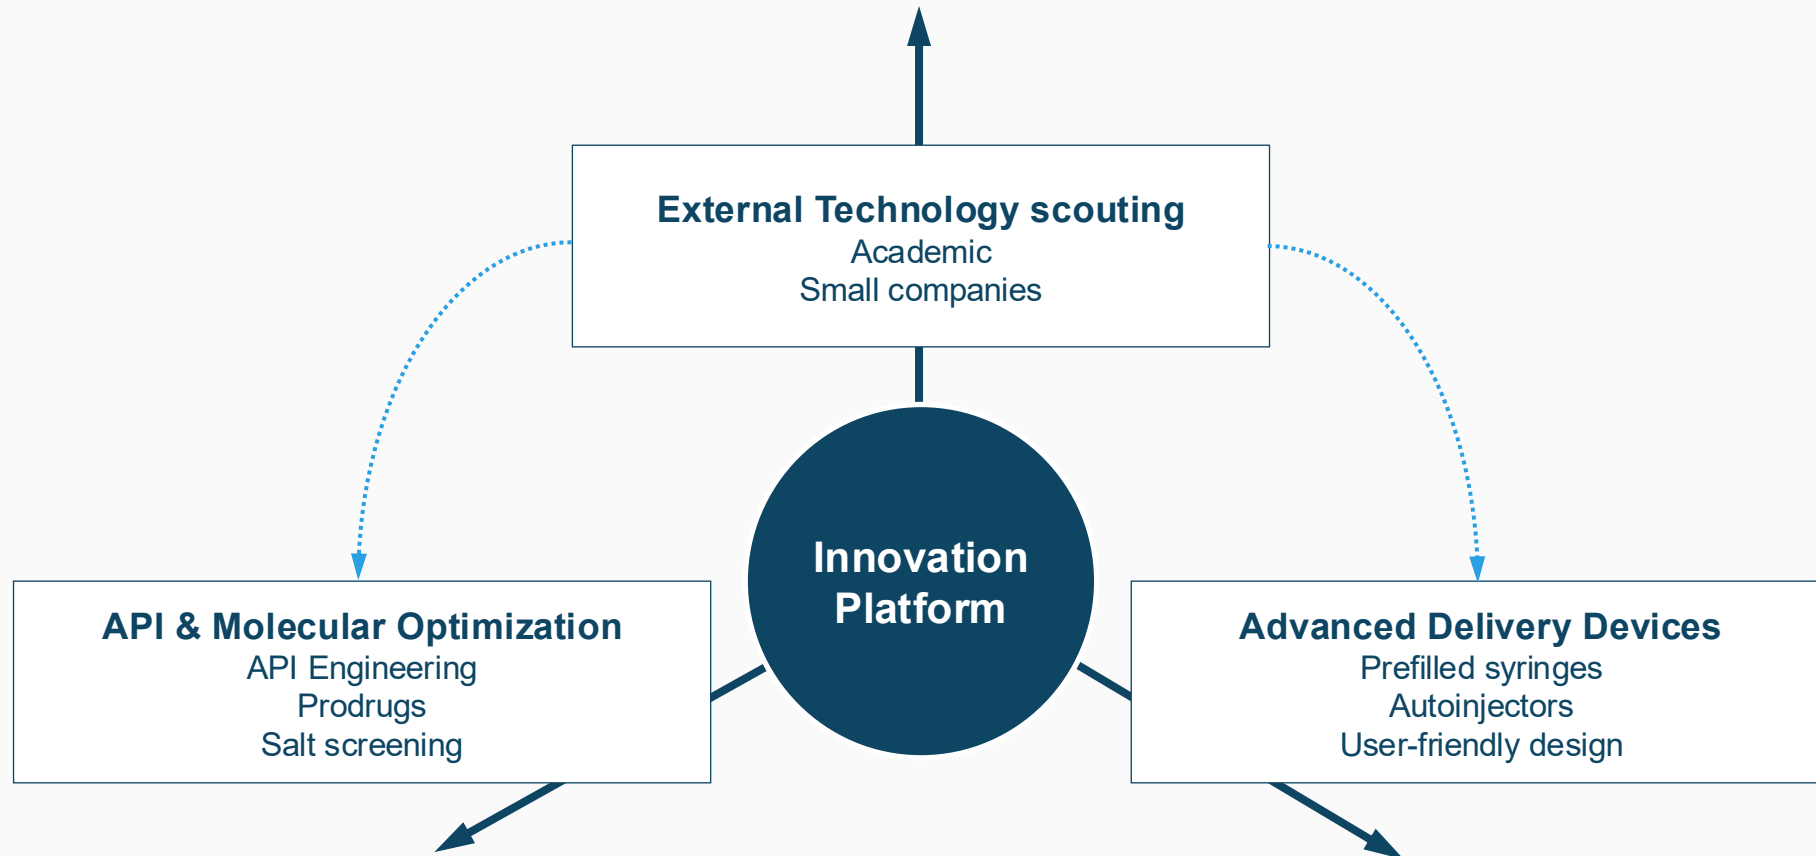 External Technology scouting
Academic
Small companies
Innovation
Platform
API & Molecular Optimization
API Engineering
Prodrugs
Salt screening
Advanced Delivery Devices
Prefilled syringes
Autoinjectors
User-friendly design